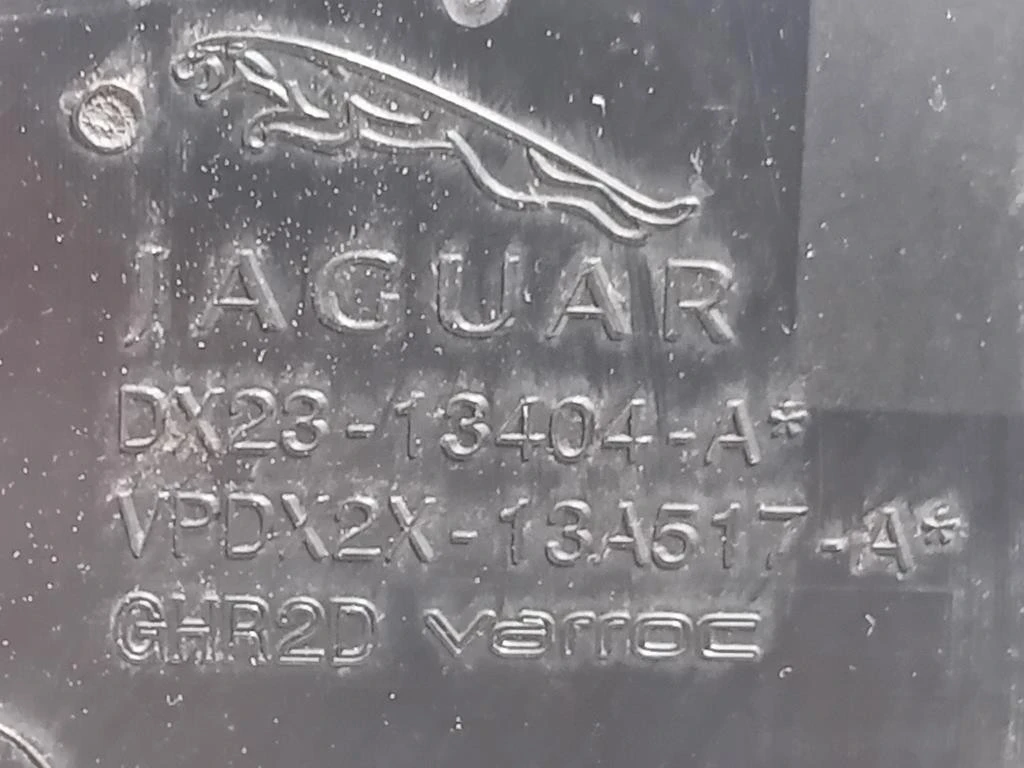 JAGUAR
DX23-13404-A*
VPDX2X-13A517-A*
GHR2D varroc